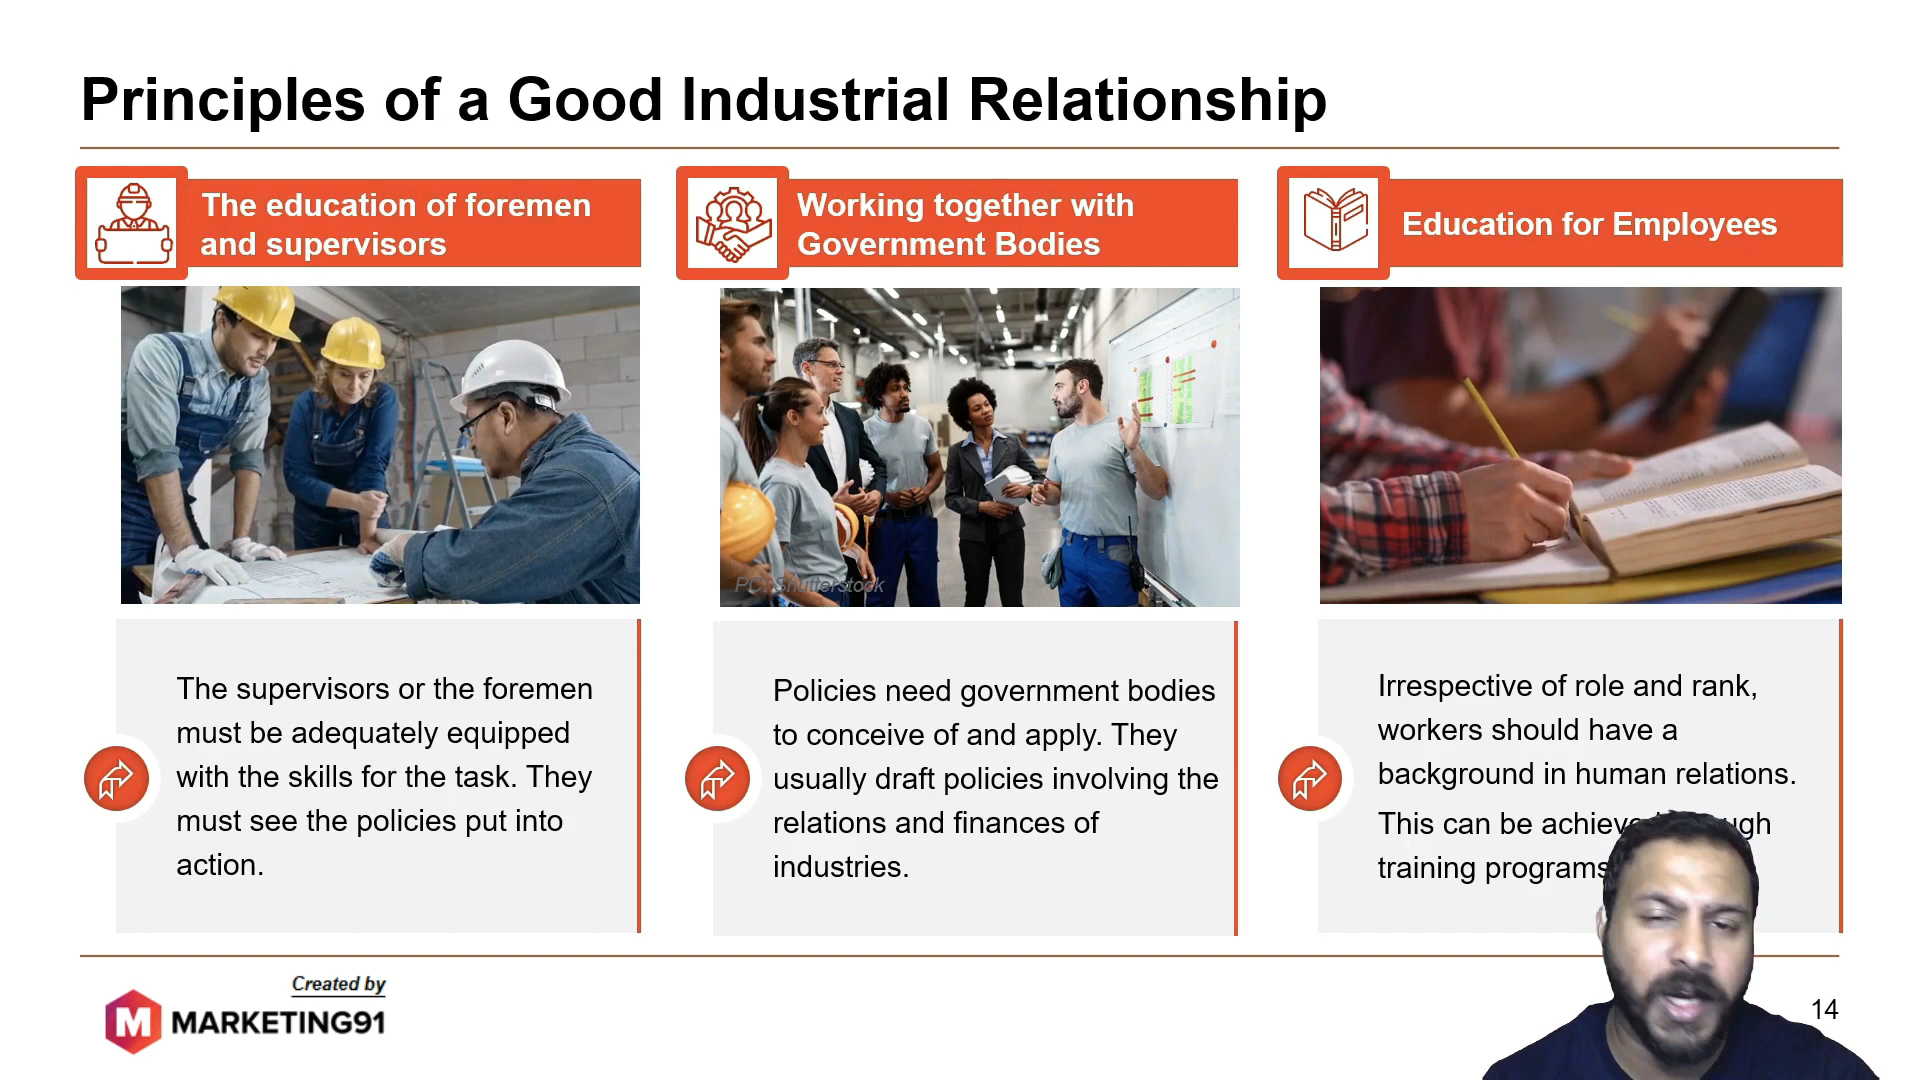 Principles of a Good Industrial Relationship
The education of foremen
and supervisors
Working together with
Government Bodies
Education for Employees
PC: Shutterstock
The supervisors or the foremen
must be adequately equipped
with the skills for the task. They
must see the policies put into
action.
Policies need government bodies
to conceive of and apply. They
usually draft policies involving the
relations and finances of
industries.
Irrespective of role and rank,
workers should have a
background in human relations.
This can be achieved through
training programs
Created by
M MARKETING91
14